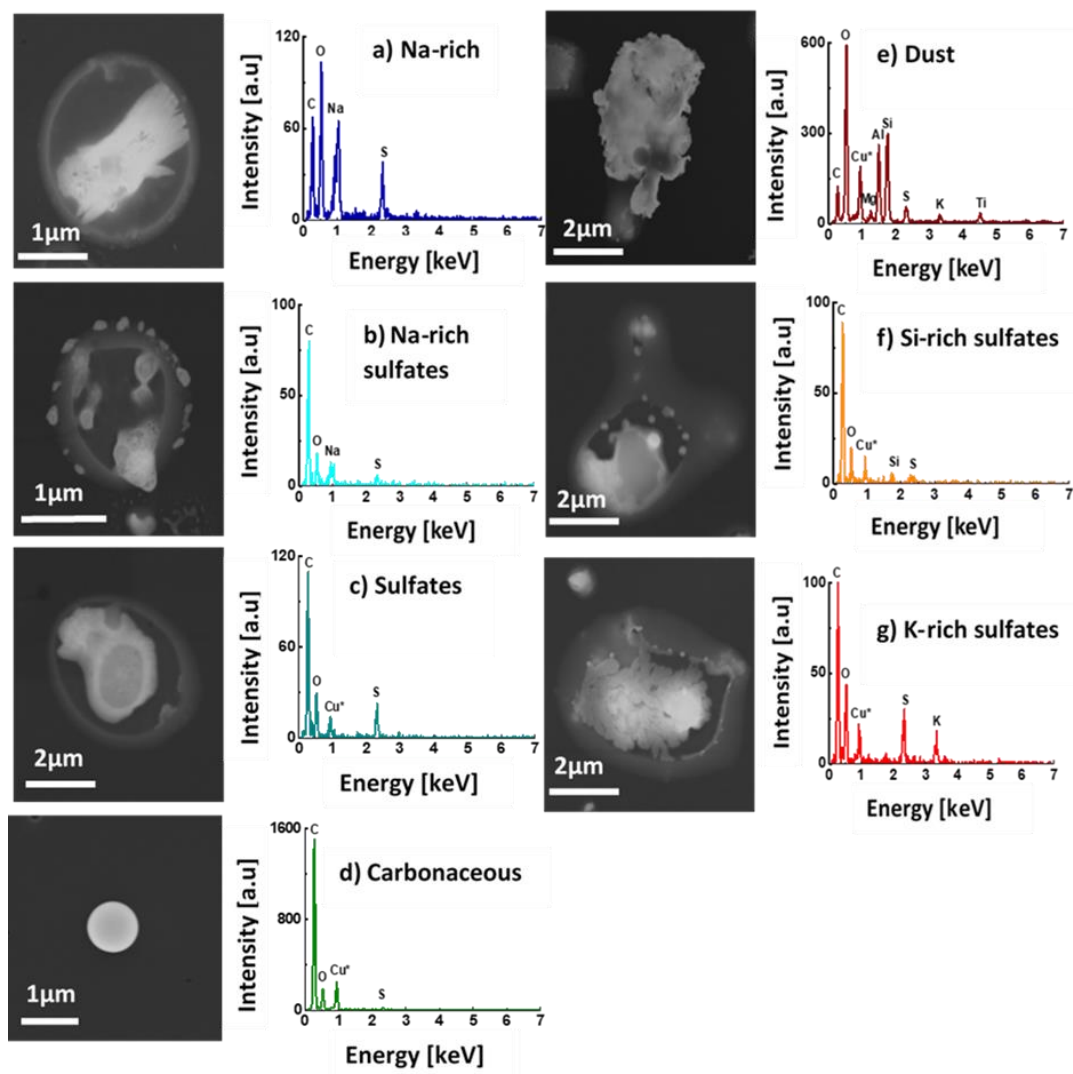 1μm
Intensity [a.u]
120
60
0
C
O
Na
S
a) Na-rich
0 1 2 3 4 5 6 7
Energy [keV]
2μm
Intensity [a.u]
600
300
0
C
O
Cu*
Mg
Al
Si
S
K
Ti
e) Dust
0 1 2 3 4 5 6 7
Energy [keV]
1μm
Intensity [a.u]
100
50
0
C
O
Na
S
b) Na-rich
sulfates
0 1 2 3 4 5 6 7
Energy [keV]
2μm
Intensity [a.u]
100
50
0
C
O
Cu*
Si
S
f) Si-rich sulfates
0 1 2 3 4 5 6 7
Energy [keV]
2μm
Intensity [a.u]
120
60
0
C
O
Cu*
S
c) Sulfates
0 1 2 3 4 5 6 7
Energy [keV]
2μm
Intensity [a.u]
100
50
0
C
O
Cu*
S
K
g) K-rich sulfates
0 1 2 3 4 5 6 7
Energy [keV]
1μm
Intensity [a.u]
1600
800
0
C
O
Cu*
S
d) Carbonaceous
0 1 2 3 4 5 6 7
Energy [keV]